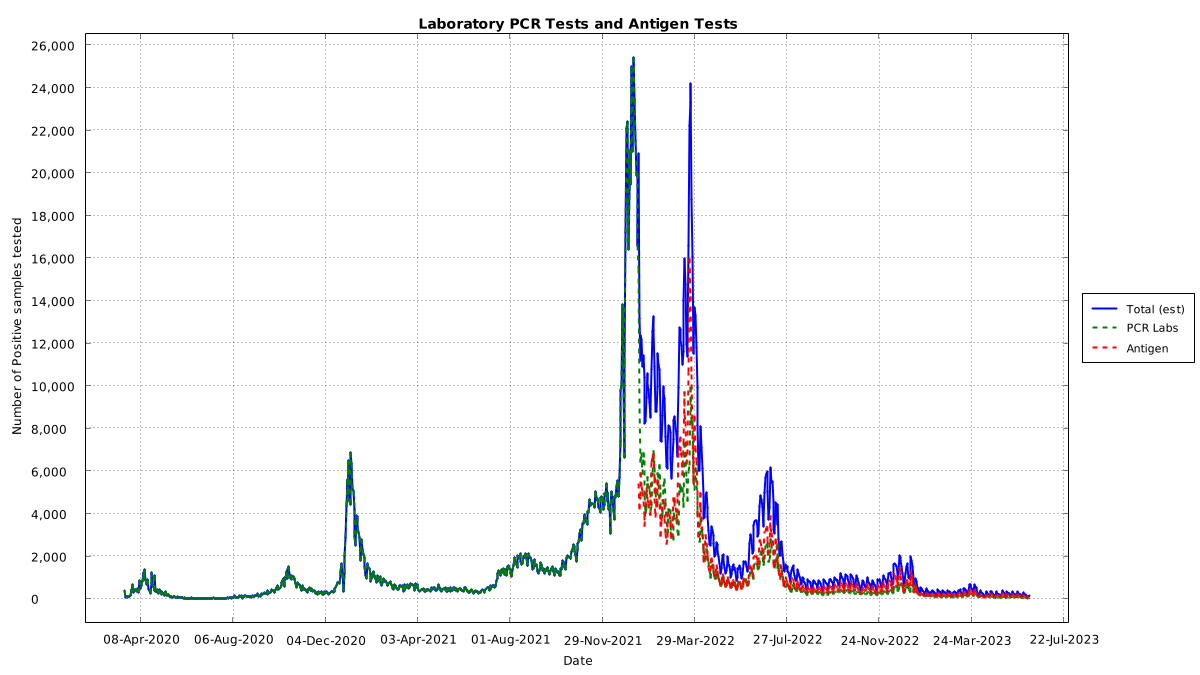 Laboratory PCR Tests and Antigen Tests
Number of Positive samples tested
26,000
24,000
22,000
20,000
18,000
16,000
14,000
12,000
10,000
8,000
6,000
4,000
2,000
0
08-Apr-2020
06-Aug-2020
04-Dec-2020
03-Apr-2021
01-Aug-2021
29-Nov-2021
29-Mar-2022
27-Jul-2022
24-Nov-2022
24-Mar-2023
22-Jul-2023
Date
Total (est)
PCR Labs
Antigen